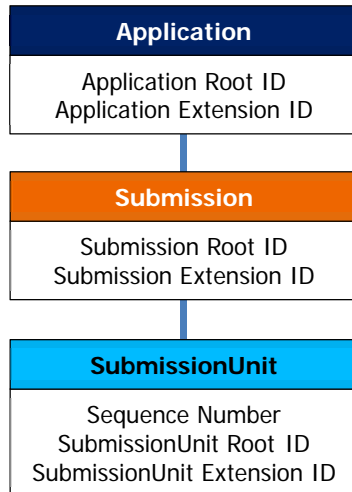 Application
Application Root ID
Application Extension ID
Submission
Submission Root ID
Submission Extension ID
SubmissionUnit
Sequence Number
SubmissionUnit Root ID
SubmissionUnit Extension ID